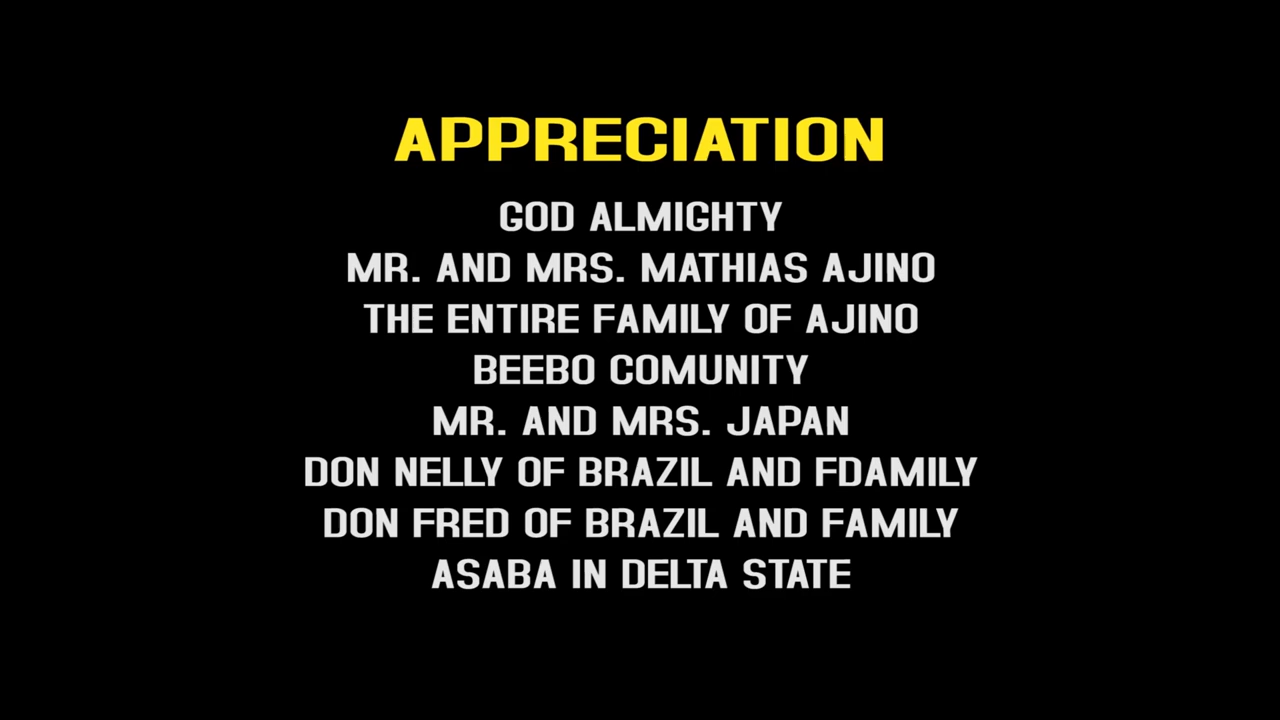 APPRECIATION
GOD ALMIGHTY
MR. AND MRS. MATHIAS AJINO
THE ENTIRE FAMILY OF AJINO
BEEBO COMUNITY
MR. AND MRS. JAPAN
DON NELLY OF BRAZIL AND FDAMILY
DON FRED OF BRAZIL AND FAMILY
ASABA IN DELTA STATE